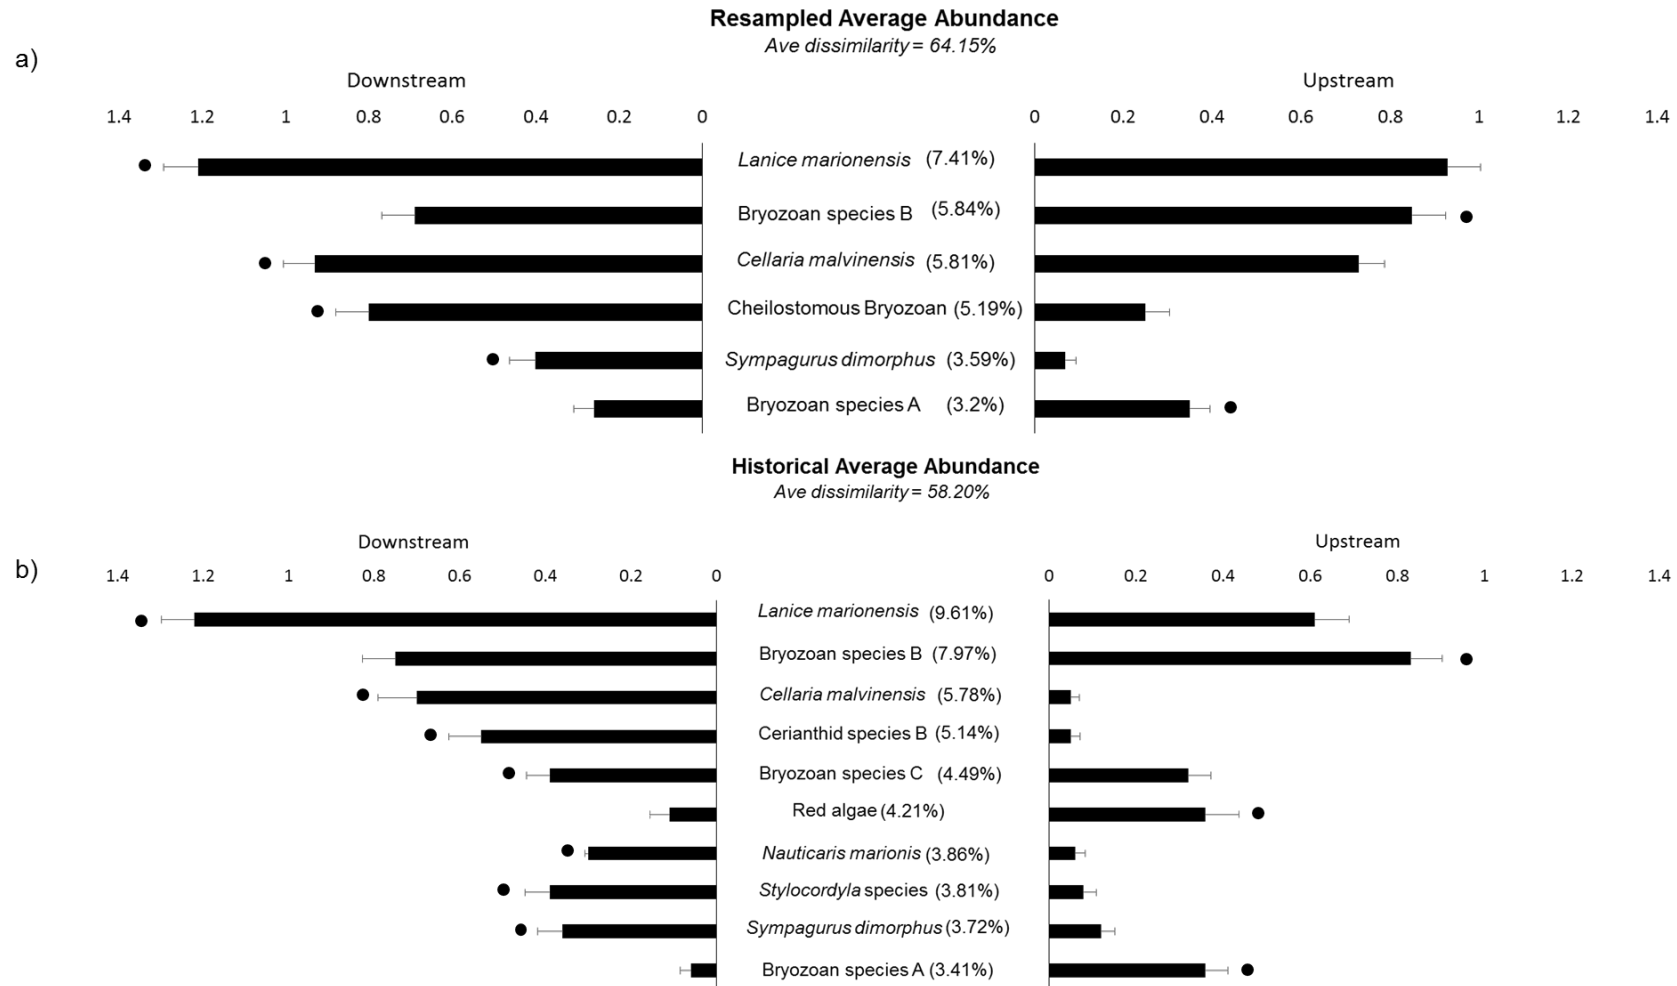 Resampled Average Abundance
Ave dissimilarity = 64.15%
a)
Downstream Upstream
1.4 1.2 1 0.8 0.6 0.4 0.2 0 0 0.2 0.4 0.6 0.8 1 1.2 1.4
Lanice marionensis (7.41%)
Bryozoan species B (5.84%)
Cellaria malvinensis (5.81%)
Cheilostomous Bryozoan (5.19%)
Sympagurus dimorphus (3.59%)
Bryozoan species A (3.2%)
Historical Average Abundance
Ave dissimilarity = 58.20%
Downstream Upstream
b)
1.4 1.2 1 0.8 0.6 0.4 0.2 0 0 0.2 0.4 0.6 0.8 1 1.2 1.4
Lanice marionensis (9.61%)
Bryozoan species B (7.97%)
Cellaria malvinensis (5.78%)
Cerianthid species B (5.14%)
Bryozoan species C (4.49%)
Red algae (4.21%)
Nauticaris marionis (3.86%)
Stylocordyla species (3.81%)
Sympagurus dimorphus (3.72%)
Bryozoan species A (3.41%)